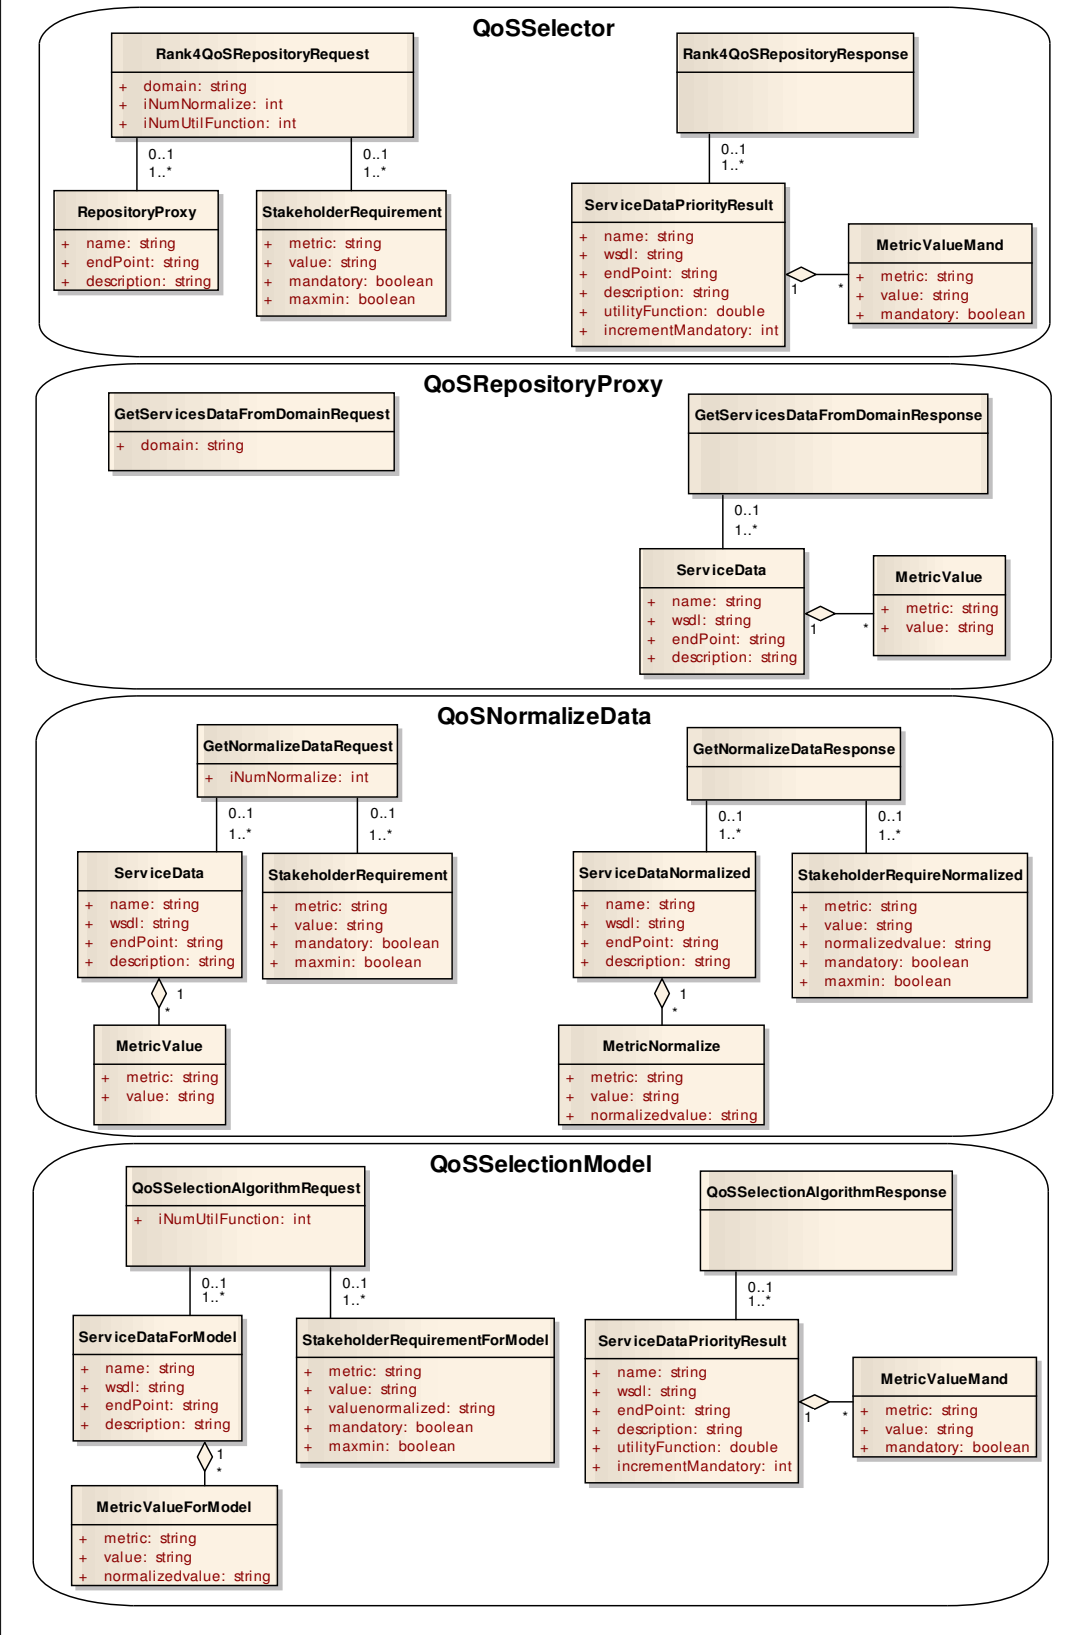 QoSSelector
Rank4QoSRepositoryRequest
+ domain: string
+ iNumNormalize: int
+ iNumUtilFunction: int
0..1
1..*
0..1
1..*
RepositoryProxy
+ name: string
+ endPoint: string
+ description: string
StakeholderRequirement
+ metric: string
+ value: string
+ mandatory: boolean
+ maxmin: boolean
Rank4QoSRepositoryResponse
0..1
1..*
ServiceDataPriorityResult
+ name: string
+ wsdl: string
+ endPoint: string
+ description: string
+ utilityFunction: double
+ incrementMandatory: int
1
*
MetricValueMand
+ metric: string
+ value: string
+ mandatory: boolean
QoSRepositoryProxy
GetServicesDataFromDomainRequest
+ domain: string
GetServicesDataFromDomainResponse
0..1
1..*
ServiceData
+ name: string
+ wsdl: string
+ endPoint: string
+ description: string
1
*
MetricValue
+ metric: string
+ value: string
QoSNormalizeData
GetNormalizeDataRequest
+ iNumNormalize: int
0..1
1..*
0..1
1..*
ServiceData
+ name: string
+ wsdl: string
+ endPoint: string
+ description: string
1
*
MetricValue
+ metric: string
+ value: string
StakeholderRequirement
+ metric: string
+ value: string
+ mandatory: boolean
+ maxmin: boolean
GetNormalizeDataResponse
0..1
1..*
0..1
1..*
ServiceDataNormalized
+ name: string
+ wsdl: string
+ endPoint: string
+ description: string
1
*
MetricNormalize
+ metric: string
+ value: string
+ normalizedvalue: string
StakeholderRequireNormalized
+ metric: string
+ value: string
+ normalizedvalue: string
+ mandatory: boolean
+ maxmin: boolean
QoSSelectionModel
QoSSelectionAlgorithmRequest
+ iNumUtilFunction: int
0..1
1..*
0..1
1..*
ServiceDataForModel
+ name: string
+ wsdl: string
+ endPoint: string
+ description: string
1
*
MetricValueForModel
+ metric: string
+ value: string
+ normalizedvalue: string
StakeholderRequirementForModel
+ metric: string
+ value: string
+ valuenormalized: string
+ mandatory: boolean
+ maxmin: boolean
QoSSelectionAlgorithmResponse
0..1
1..*
ServiceDataPriorityResult
+ name: string
+ wsdl: string
+ endPoint: string
+ description: string
+ utilityFunction: double
+ incrementMandatory: int
1
*
MetricValueMand
+ metric: string
+ value: string
+ mandatory: boolean